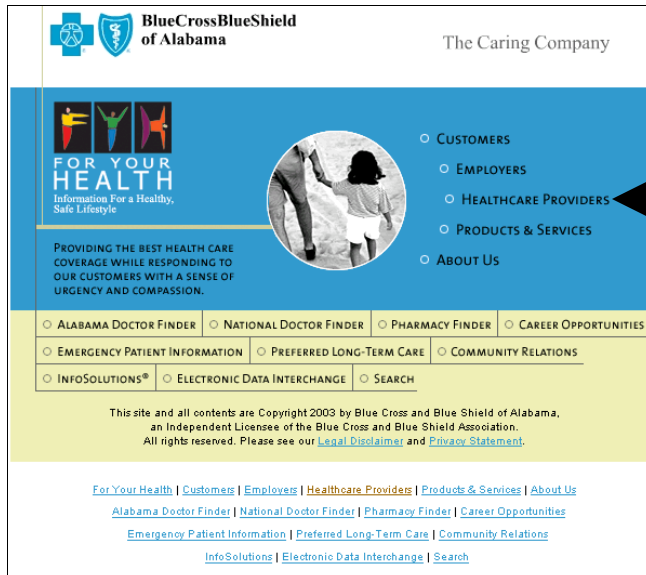 BlueCrossBlueShield
of Alabama
The Caring Company
FOR YOUR
HEALTH
Information For a Healthy,
Safe Lifestyle
PROVIDING THE BEST HEALTH CARE
COVERAGE WHILE RESPONDING TO
OUR CUSTOMERS WITH A SENSE OF
URGENCY AND COMPASSION.
CUSTOMERS
EMPLOYERS
HEALTHCARE PROVIDERS
PRODUCTS & SERVICES
ABOUT US
ALABAMA DOCTOR FINDER NATIONAL DOCTOR FINDER PHARMACY FINDER CAREER OPPORTUNITIES
EMERGENCY PATIENT INFORMATION PREFERRED LONG-TERM CARE COMMUNITY RELATIONS
INFOSOLUTIONS® ELECTRONIC DATA INTERCHANGE SEARCH
This site and all contents are Copyright 2003 by Blue Cross and Blue Shield of Alabama,
an Independent Licensee of the Blue Cross and Blue Shield Association.
All rights reserved. Please see our Legal Disclaimer and Privacy Statement.
For Your Health | Customers | Employers | Healthcare Providers | Products & Services | About Us
Alabama Doctor Finder | National Doctor Finder | Pharmacy Finder | Career Opportunities
Emergency Patient Information | Preferred Long-Term Care | Community Relations
InfoSolutions | Electronic Data Interchange | Search